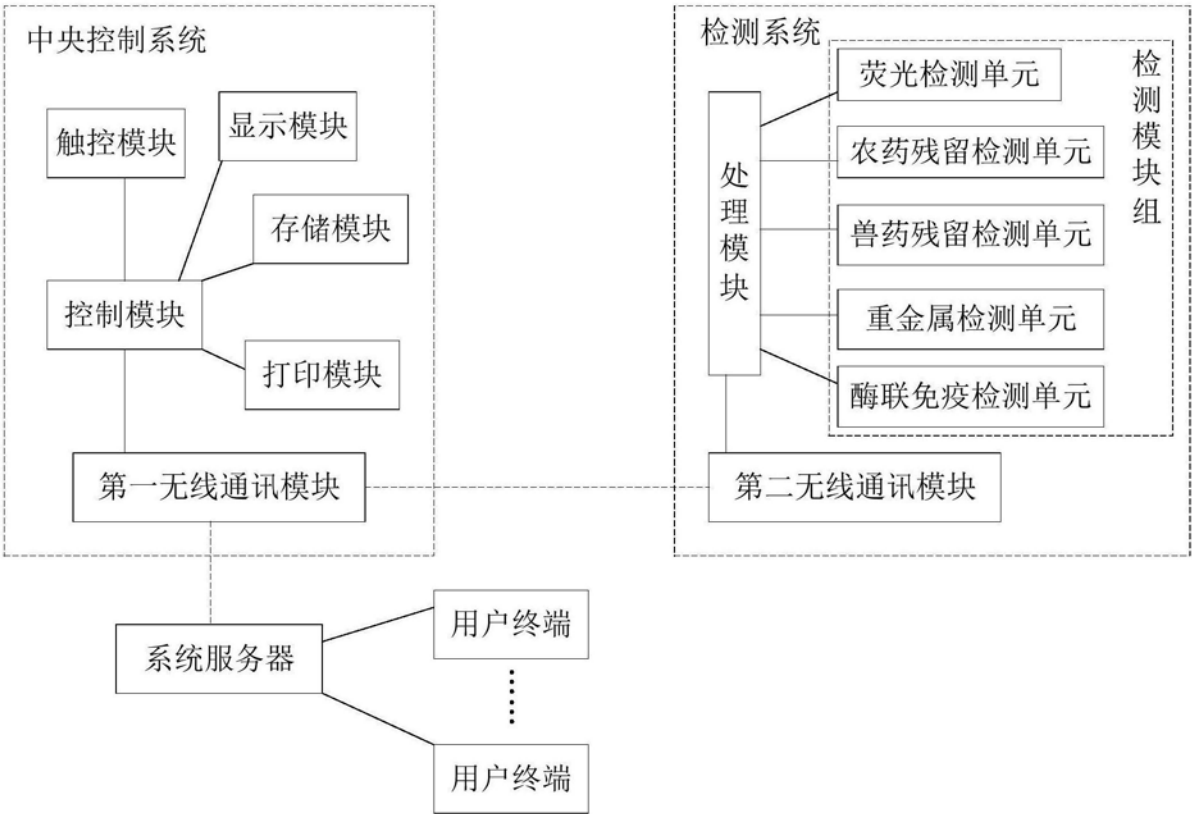 中央控制系统
触控模块
显示模块
存储模块
控制模块
打印模块
第一无线通讯模块
检测系统
检测模块组
荧光检测单元
农药残留检测单元
处理模块
兽药残留检测单元
重金属检测单元
酶联免疫检测单元
第二无线通讯模块
系统服务器
用户终端
用户终端